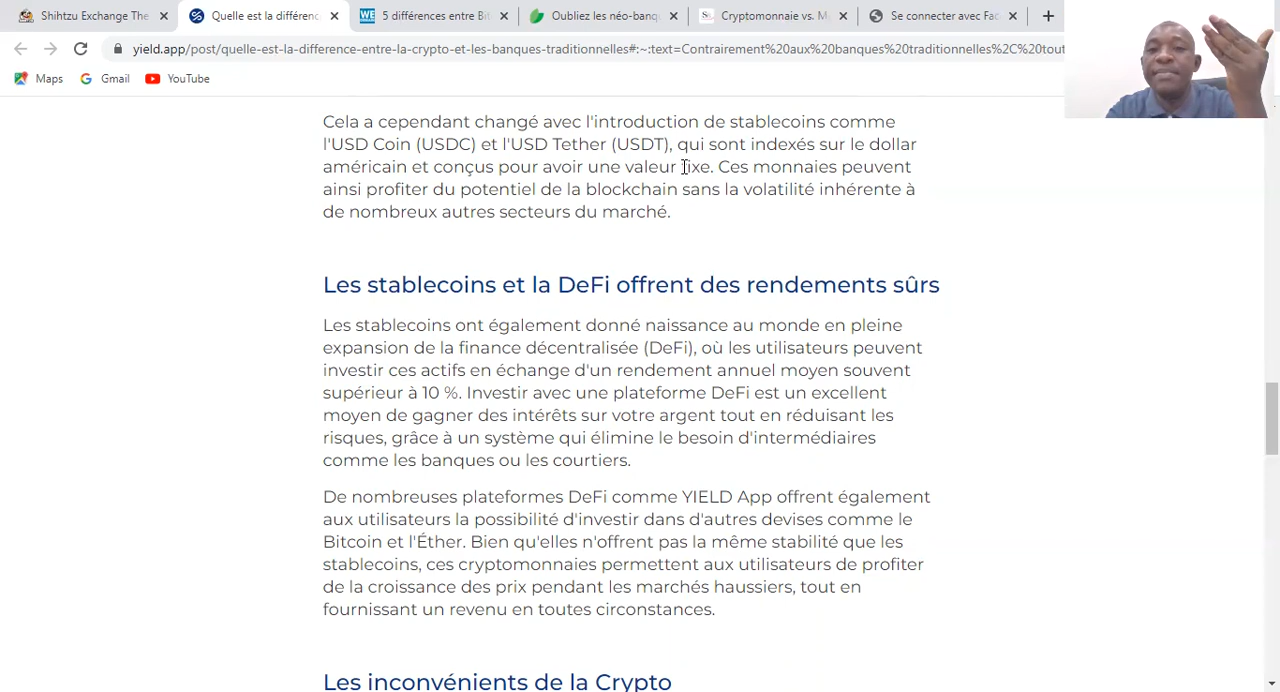 Shihtzu Exchange The
Quelle est la différenc
5 différences entre Bit
Oubliez les néo-banqu
Cryptomonnaie vs. M
Se connecter avec Fac
yield.app/post/quelle-est-la-difference-entre-la-crypto-et-les-banques-traditionnelles#:~:text=Contrairement%20aux%20banques%20traditionnelles%2C%20tout
Maps
Gmail
YouTube
Cela a cependant changé avec l'introduction de stablecoins comme
l'USD Coin (USDC) et l'USD Tether (USDT), qui sont indexés sur le dollar
américain et conçus pour avoir une valeur fixe. Ces monnaies peuvent
ainsi profiter du potentiel de la blockchain sans la volatilité inhérente à
de nombreux autres secteurs du marché.
Les stablecoins et la DeFi offrent des rendements sûrs
Les stablecoins ont également donné naissance au monde en pleine
expansion de la finance décentralisée (DeFi), où les utilisateurs peuvent
investir ces actifs en échange d'un rendement annuel moyen souvent
supérieur à 10 %. Investir avec une plateforme DeFi est un excellent
moyen de gagner des intérêts sur votre argent tout en réduisant les
risques, grâce à un système qui élimine le besoin d'intermédiaires
comme les banques ou les courtiers.
De nombreuses plateformes DeFi comme YIELD App offrent également
aux utilisateurs la possibilité d'investir dans d'autres devises comme le
Bitcoin et l'Éther. Bien qu'elles n'offrent pas la même stabilité que les
stablecoins, ces cryptomonnaies permettent aux utilisateurs de profiter
de la croissance des prix pendant les marchés haussiers, tout en
fournissant un revenu en toutes circonstances.
Les inconvénients de la Crypto